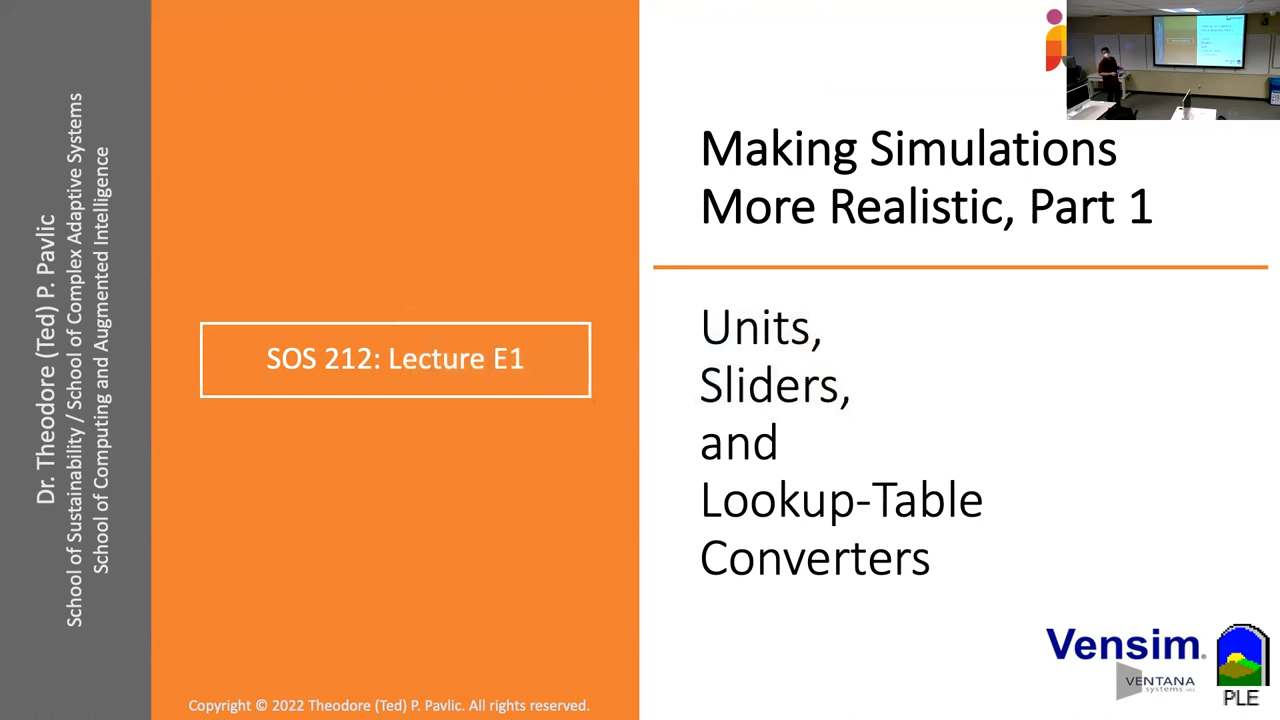 Dr. Theodore (Ted) P. Pavlic
School of Sustainability / School of Complex Adaptive Systems
School of Computing and Augmented Intelligence
SOS 212: Lecture E1
Copyright © 2022 Theodore (Ted) P. Pavlic. All rights reserved.
Making Simulations
More Realistic, Part 1
Units,
Sliders,
and
Lookup-Table
Converters
Vensim®
VENTANA
systems, inc
PLE